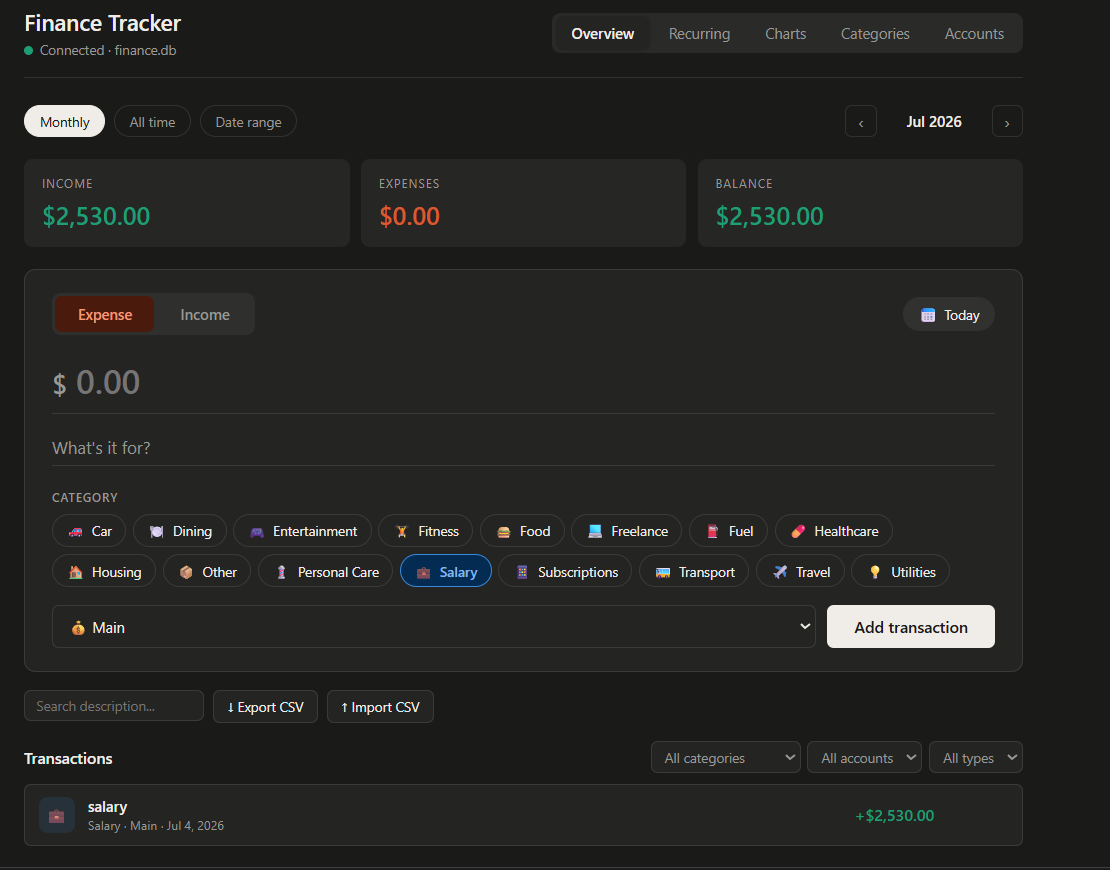 Finance Tracker
Connected · finance.db
Overview Recurring Charts Categories Accounts
Monthly All time Date range ‹ Jul 2026 ›
INCOME EXPENSES BALANCE
$2,530.00 $0.00 $2,530.00
Expense Income Today
$ 0.00
What's it for?
CATEGORY
Car Dining Entertainment Fitness Food Freelance Fuel Healthcare
Housing Other Personal Care Salary Subscriptions Transport Travel Utilities
Main Add transaction
Search description... ↓ Export CSV ↑ Import CSV
Transactions All categories All accounts All types
salary
Salary · Main · Jul 4, 2026 +$2,530.00